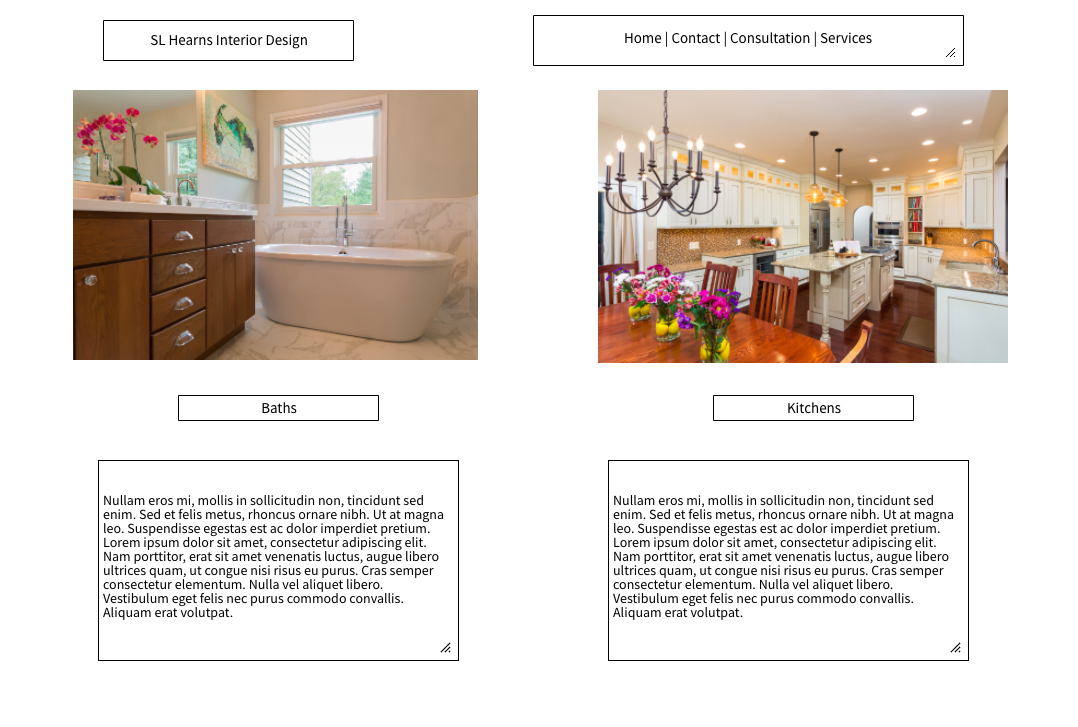 SL Hearns Interior Design
Home | Contact | Consultation | Services
Baths
Kitchens
Nullam eros mi, mollis in sollicitudin non, tincidunt sed
enim. Sed et felis metus, rhoncus ornare nibh. Ut at magna
leo. Suspendisse egestas est ac dolor imperdiet pretium.
Lorem ipsum dolor sit amet, consectetur adipiscing elit.
Nam porttitor, erat sit amet venenatis luctus, augue libero
ultrices quam, ut congue nisi risus eu purus. Cras semper
consectetur elementum. Nulla vel aliquet libero.
Vestibulum eget felis nec purus commodo convallis.
Aliquam erat volutpat.
Nullam eros mi, mollis in sollicitudin non, tincidunt sed
enim. Sed et felis metus, rhoncus ornare nibh. Ut at magna
leo. Suspendisse egestas est ac dolor imperdiet pretium.
Lorem ipsum dolor sit amet, consectetur adipiscing elit.
Nam porttitor, erat sit amet venenatis luctus, augue libero
ultrices quam, ut congue nisi risus eu purus. Cras semper
consectetur elementum. Nulla vel aliquet libero.
Vestibulum eget felis nec purus commodo convallis.
Aliquam erat volutpat.